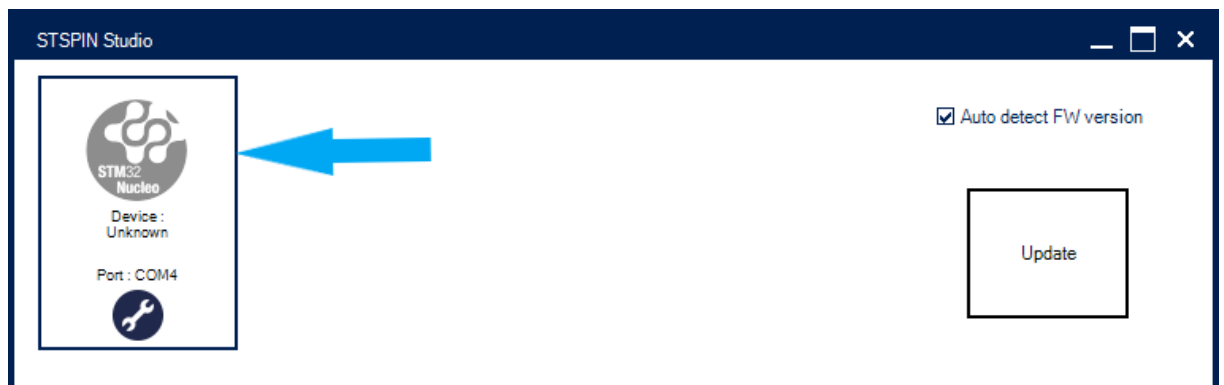 STSPIN Studio
STM32
Nucleo
Device :
Unknown
Port : COM4
Auto detect FW version
Update